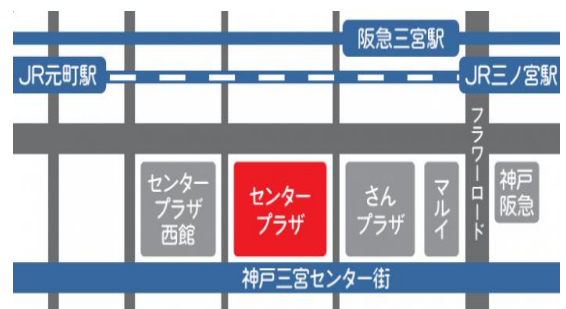 阪急三宮駅
JR元町駅
JR三ノ宮駅
フラワーロード
センター
プラザ
西館
センター
プラザ
さん
プラザ
マルイ
神戸
阪急
神戸三宮センター街